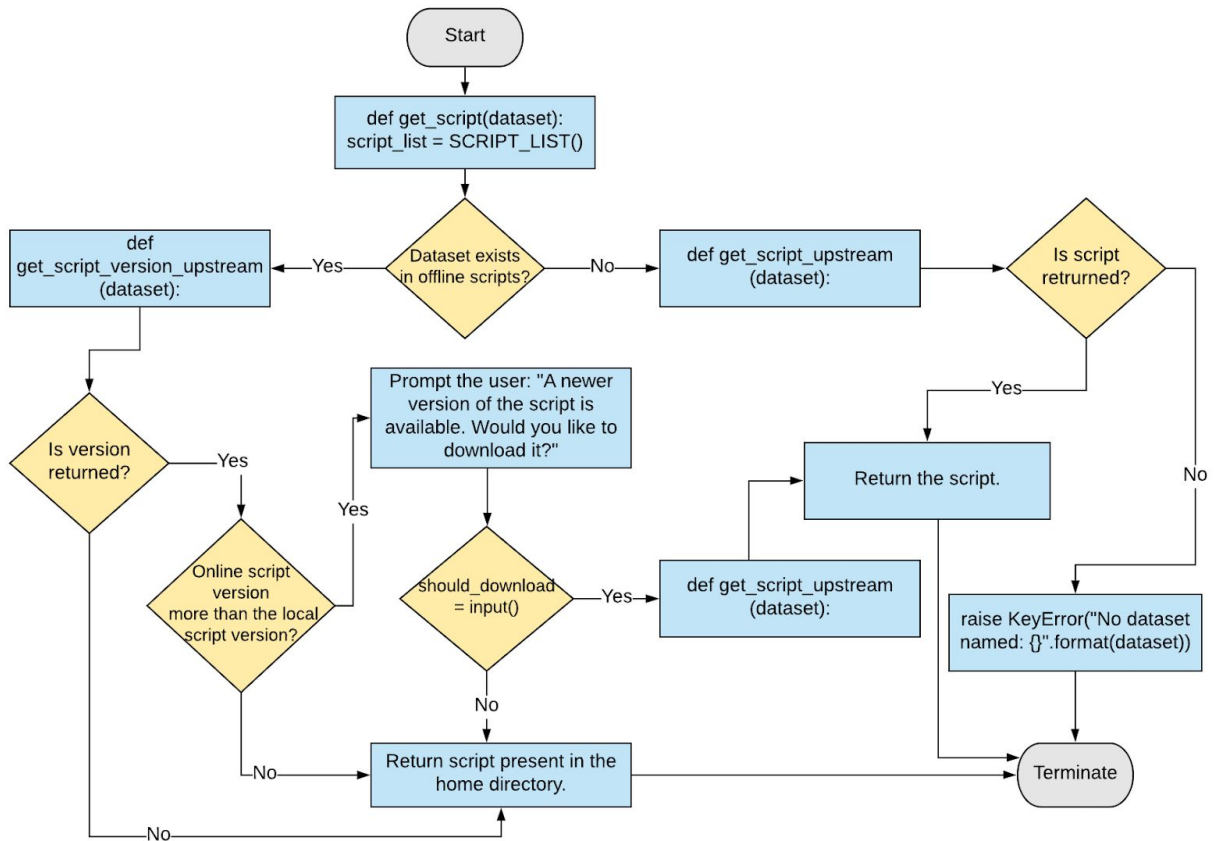 Start
def get_script(dataset):
script_list = SCRIPT_LIST()
def
get_script_version_upstream
(dataset):
Yes
Dataset exists
in offline scripts?
No
def get_script_upstream
(dataset):
Is script
retrurned?
Yes
No
Prompt the user: "A newer
version of the script is
available. Would you like to
download it?"
Is version
returned?
Yes
Yes
Return the script.
Online script
version
more than the local
script version?
should_download
= input()
Yes
def get_script_upstream
(dataset):
raise KeyError("No dataset
named: {}".format(dataset))
No
No
Return script present in the
home directory.
Terminate
No